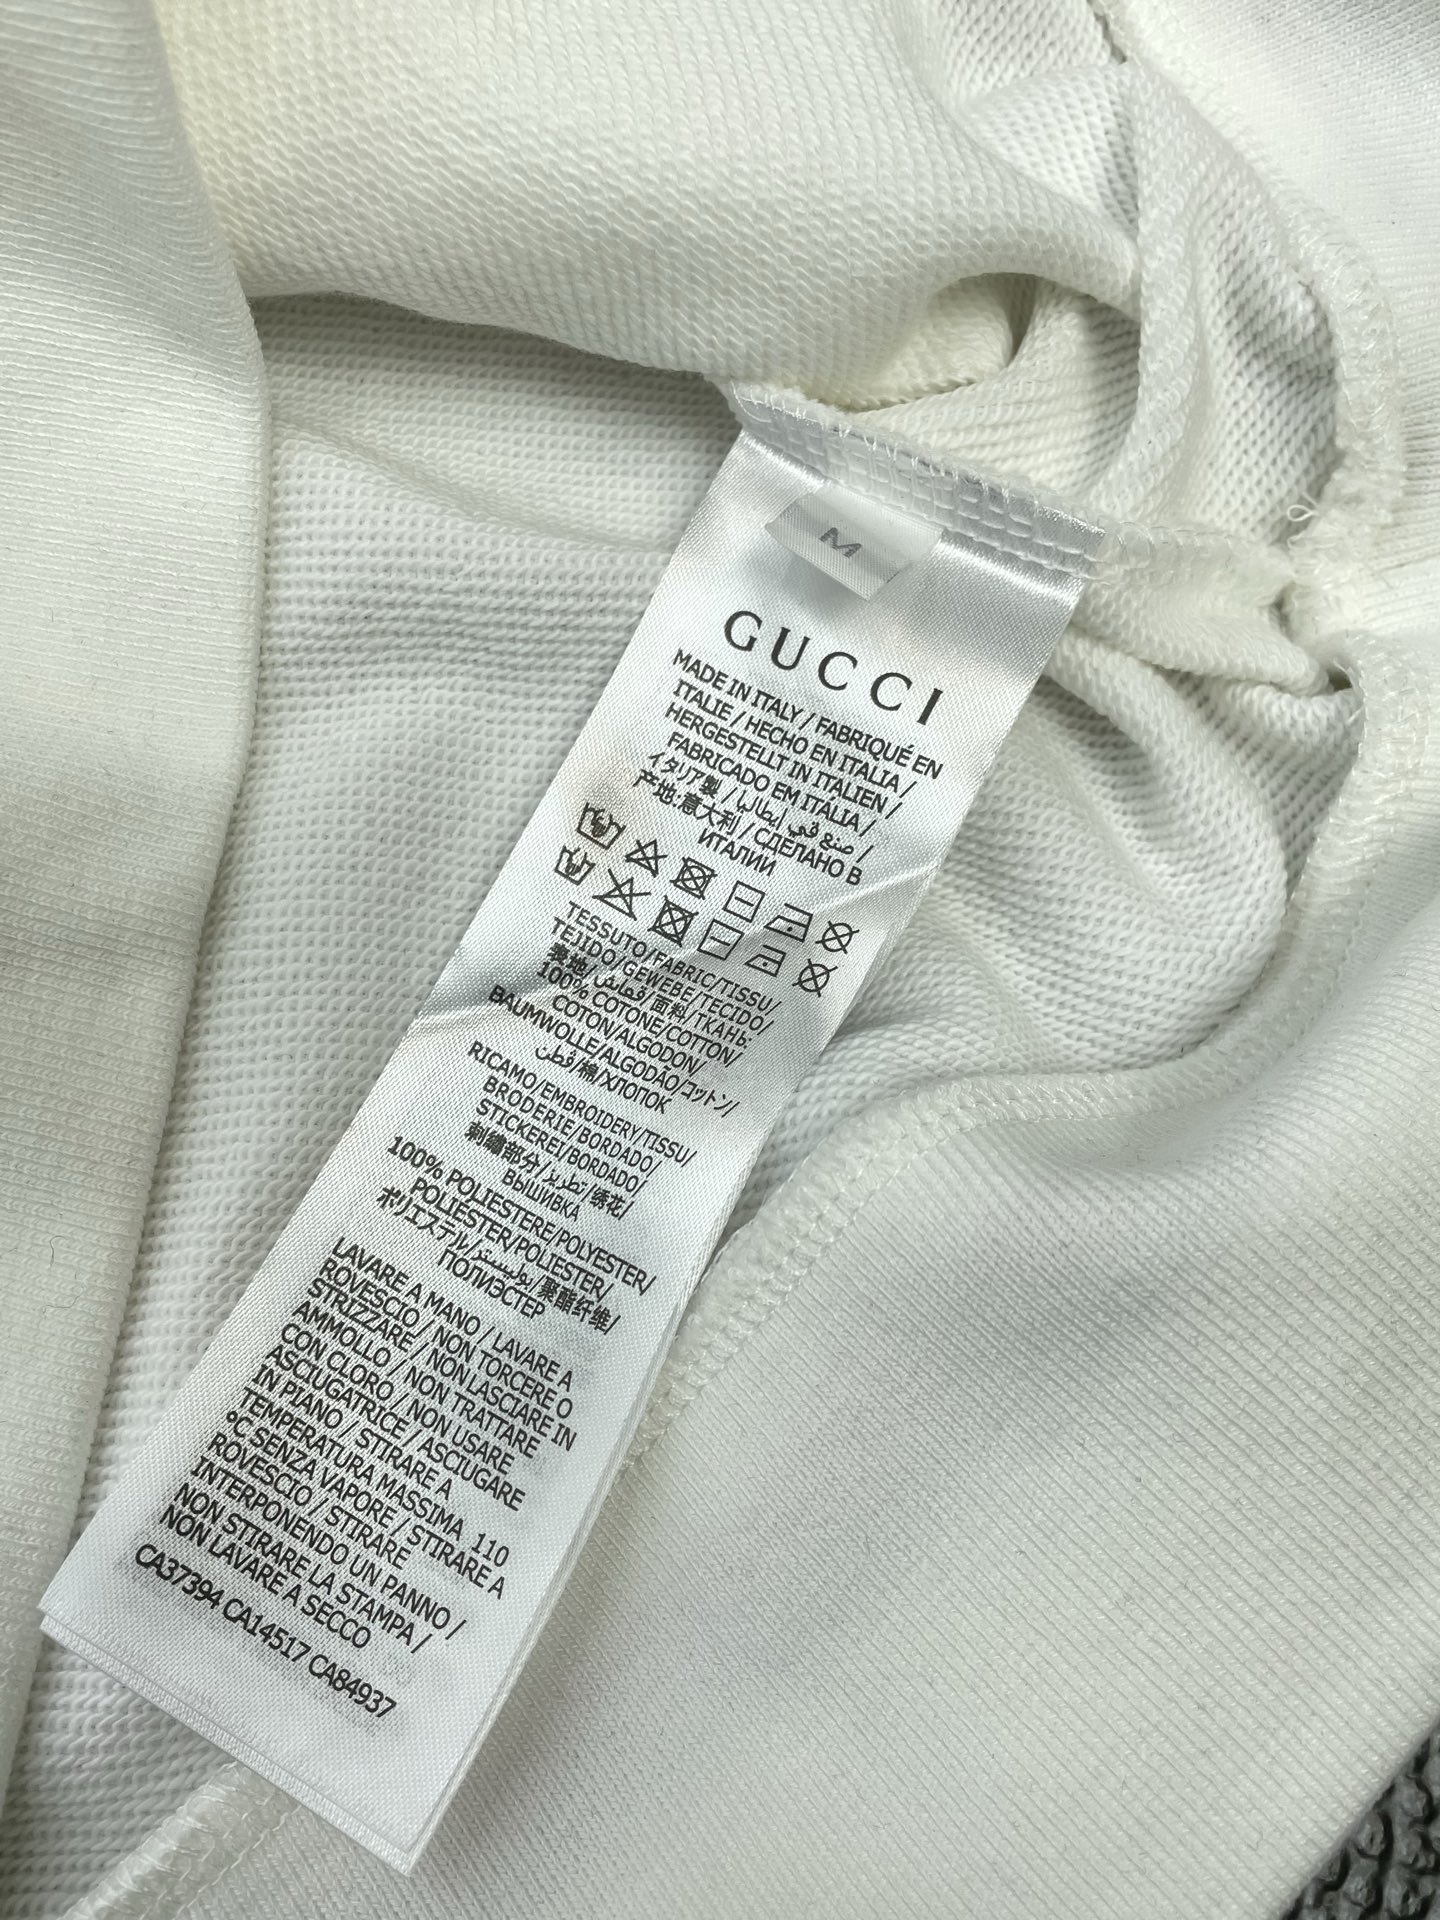 M
GUCCI
MADE IN ITALY / FABRIQUÉ EN
ITALIE / HECHO EN ITALIA /
HERGESTELLT IN ITALIEN /
FABRICADO EM ITALIA /
イタリア製 / صنع في إيطاليا /
产地:意大利 / СДЕЛАНО В
ИТАЛИИ
TESSUTO/FABRIC/TISSU/
TEJIDO/GEWEBE/TECIDO/
表地/قماش/面料/ТКАНЬ:
100% COTONE/COTTON/
COTON/ALGODON/
BAUMWOLLE/ALGODÃO/コットン/
قطن/棉/ХЛОПОК
RICAMO/EMBROIDERY/TISSU/
BRODERIE/BORDADO/
STICKEREI/BORDADO/
刺繍部分/تطريز/绣花/
ВЫШИВКА
100% POLIESTERE/POLYESTER/
POLIESTER/POLIESTER/
ポリエステル/بوليستر/聚酯纤维/
ПОЛИЭСТЕР
LAVARE A MANO / LAVARE A
ROVESCIO / NON TORCERE O
STRIZZARE / NON LASCIARE IN
AMMOLLO / NON TRATTARE
CON CLORO / NON USARE
ASCIUGATRICE / ASCIUGARE
IN PIANO / STIRARE A
TEMPERATURA MASSIMA 110
°C SENZA VAPORE / STIRARE A
ROVESCIO / STIRARE
INTERPONENDO UN PANNO /
NON STIRARE LA STAMPA /
NON LAVARE A SECCO
CA37394 CA14517 CA84937